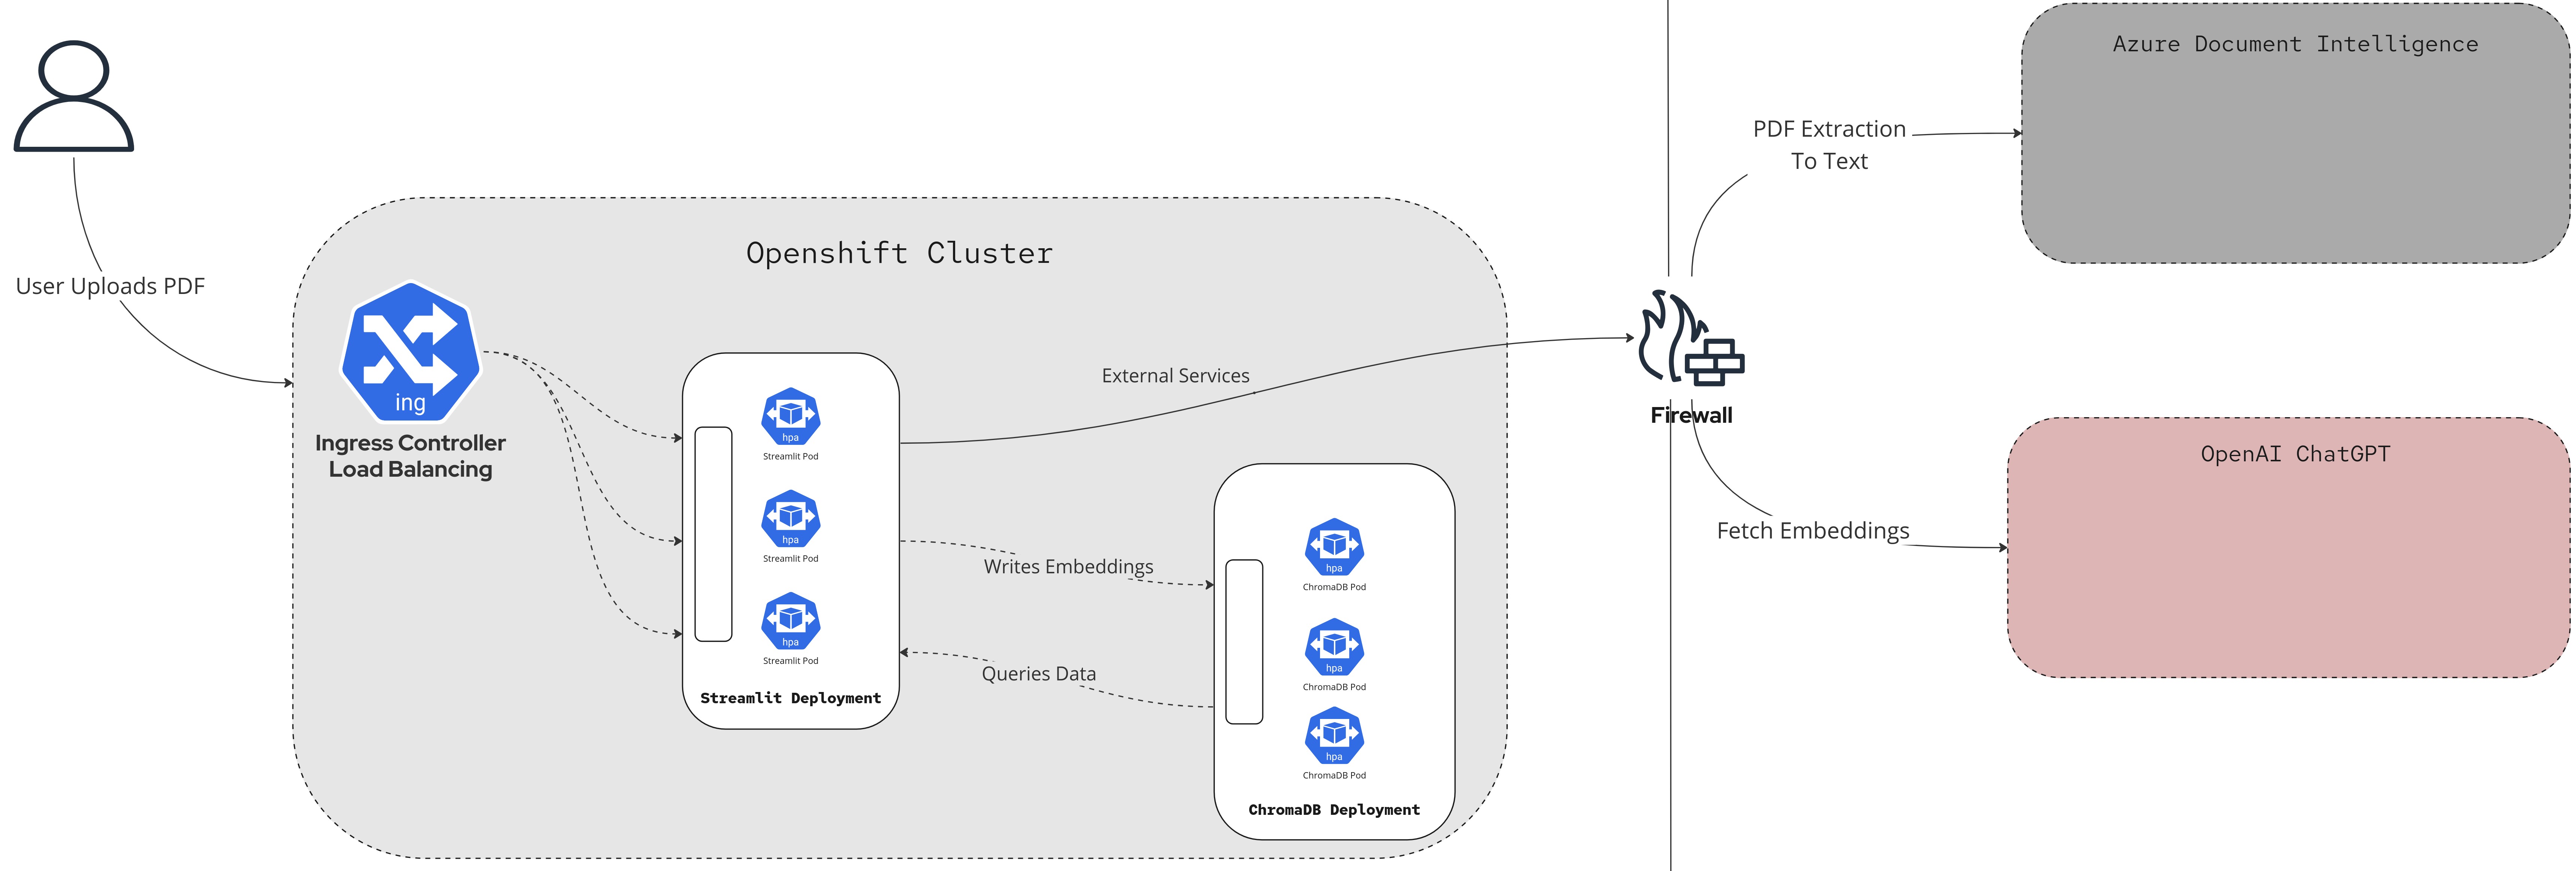 Azure Document Intelligence
PDF Extraction
To Text
User Uploads PDF
Openshift Cluster
ing
Ingress Controller
Load Balancing
hpa
Streamlit Pod
hpa
Streamlit Pod
hpa
Streamlit Pod
Streamlit Deployment
External Services
Writes Embeddings
Queries Data
hpa
ChromaDB Pod
hpa
ChromaDB Pod
hpa
ChromaDB Pod
ChromaDB Deployment
Firewall
Fetch Embeddings
OpenAI ChatGPT